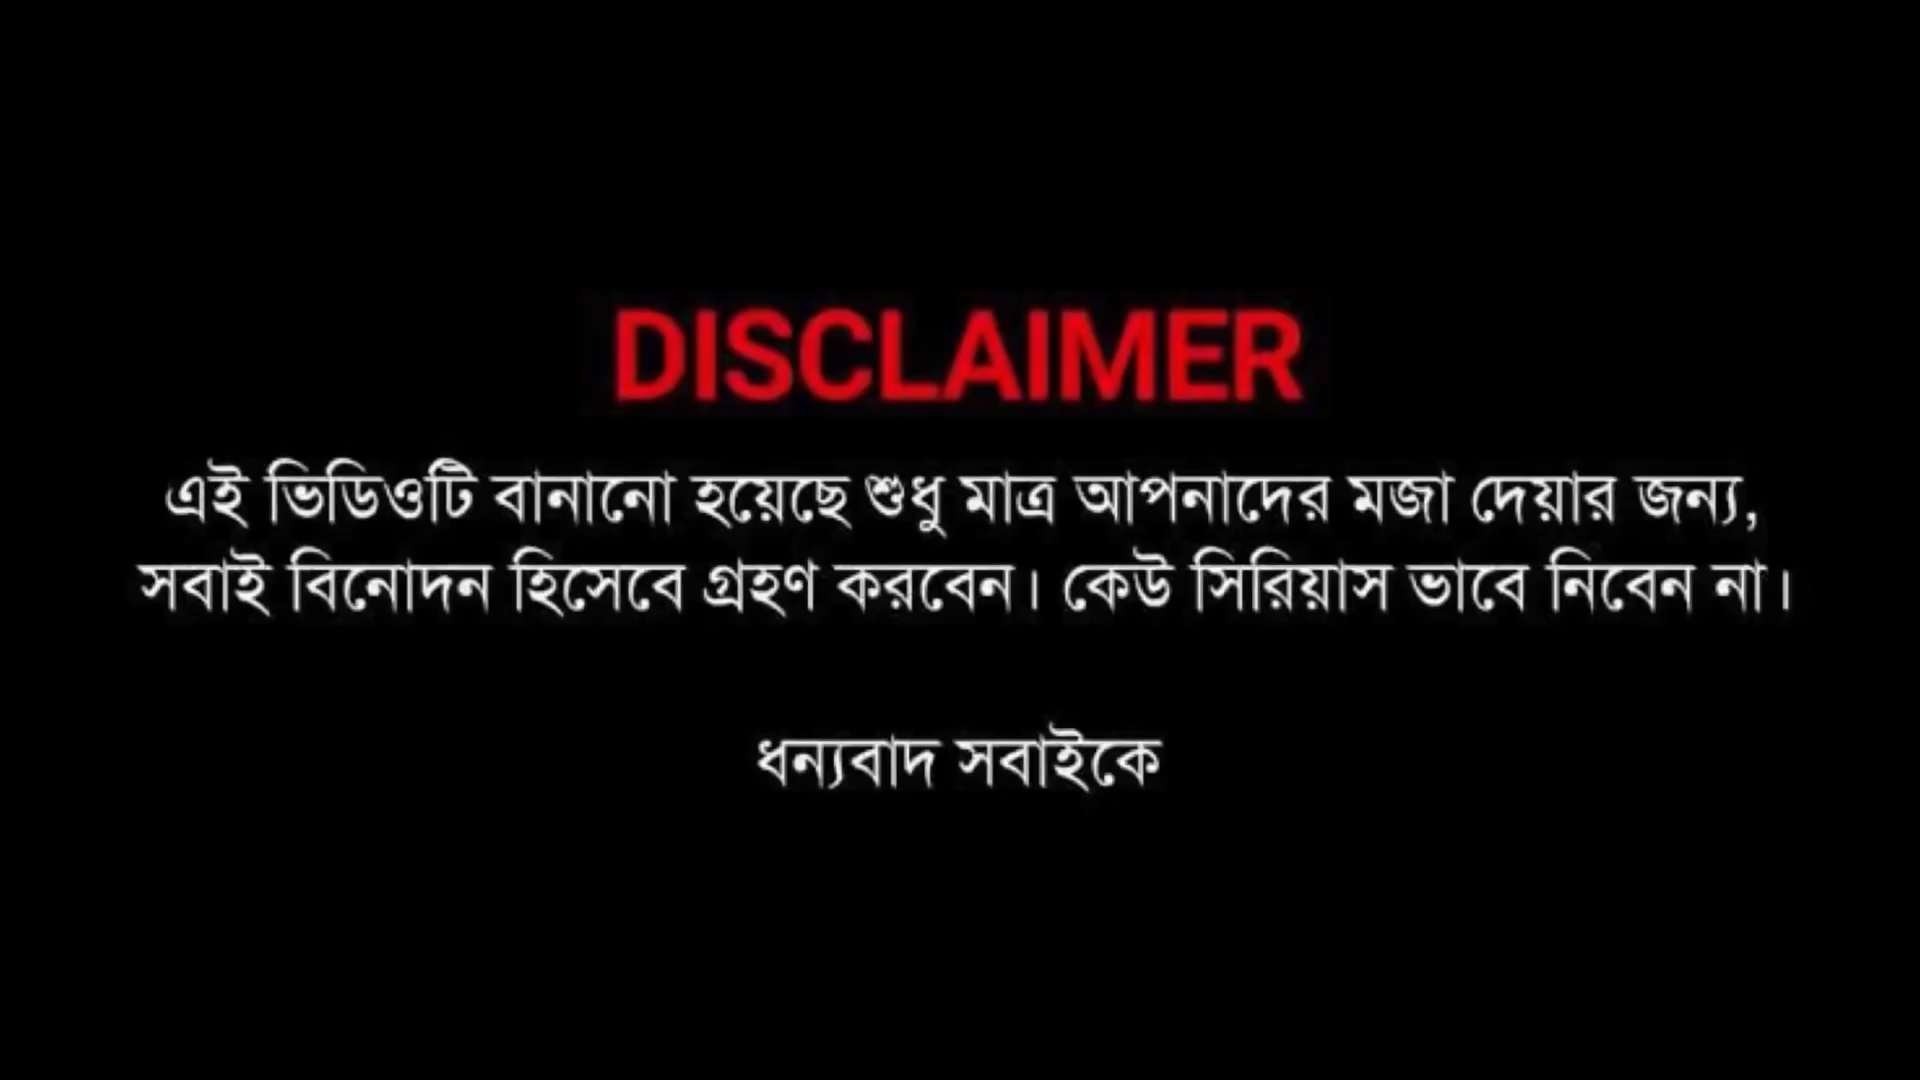 DISCLAIMER
এই ভিডিওটি বানানো হয়েছে শুধু মাত্র আপনাদের মজা দেয়ার জন্য,
সবাই বিনোদন হিসেবে গ্রহণ করবেন। কেউ সিরিয়াস ভাবে নিবেন না।
ধন্যবাদ সবাইকে